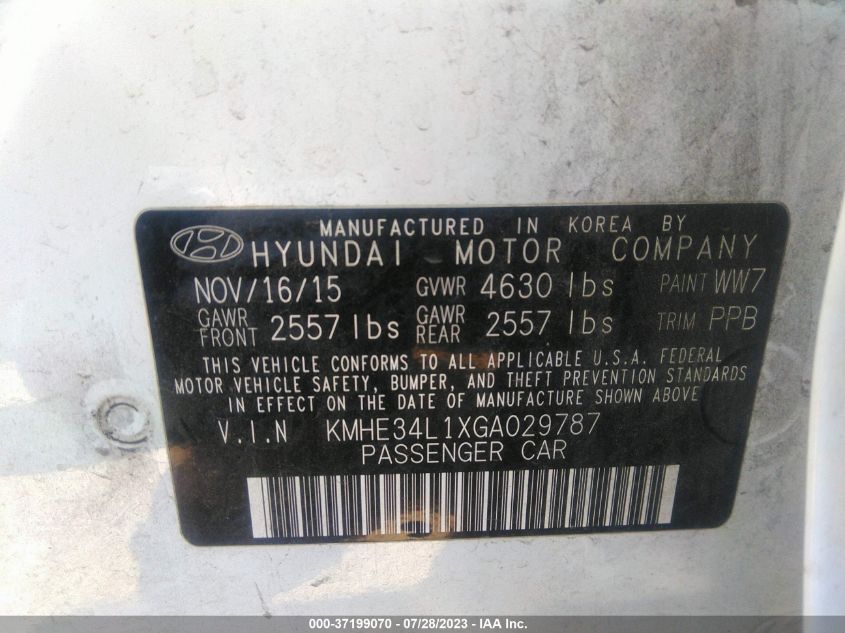 MANUFACTURED IN KOREA BY
HYUNDAI MOTOR COMPANY
NOV/16/15 GVWR 4630 lbs PAINT WW7
GAWR FRONT 2557 lbs GAWR REAR 2557 lbs TRIM PPB
THIS VEHICLE CONFORMS TO ALL APPLICABLE U.S.A. FEDERAL
MOTOR VEHICLE SAFETY, BUMPER, AND THEFT PREVENTION STANDARDS
IN EFFECT ON THE DATE OF MANUFACTURE SHOWN ABOVE
V.I.N KMHE34L1XGA029787
PASSENGER CAR
000-37199070 - 07/28/2023 - IAA Inc.